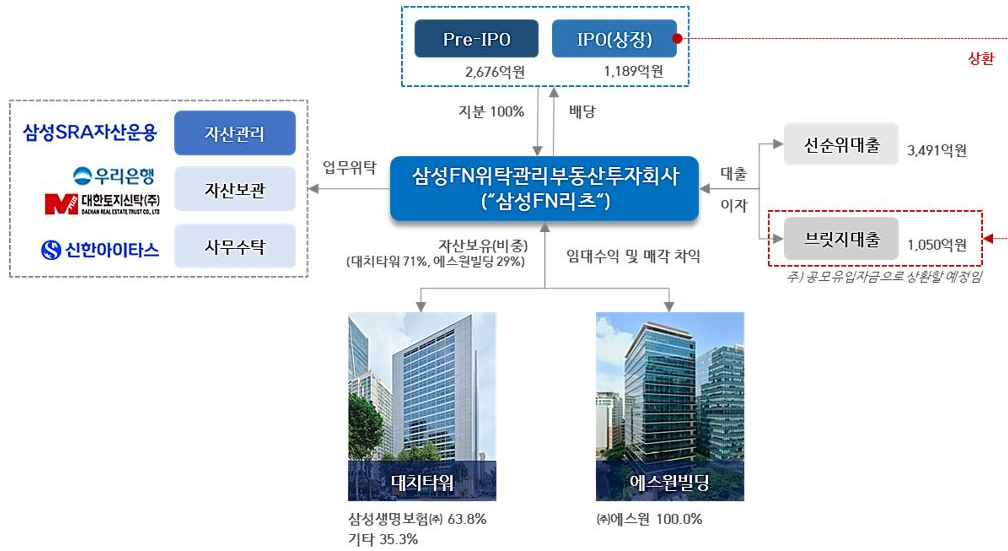 Pre-IPO
IPO(상장)
2,676억원
1,189억원
상환
지분 100%
배당
삼성SRA자산운용
자산관리
우리은행
대한토지신탁(주)
DAEHAN REAL ESTATE TRUST CO., LTD
자산보관
신한아이타스
사무수탁
업무위탁
삼성FN위탁관리부동산투자회사
(“삼성FN리츠”)
대출
이자
선순위대출
3,491억원
브릿지대출
1,050억원
주) 공모유입자금으로 상환할 예정임
자산보유(비중)
(대치타워 71%, 에스원빌딩 29%)
임대수익 및 매각 차익
대치타워
에스원빌딩
삼성생명보험㈜ 63.8%
기타 35.3%
㈜에스원 100.0%